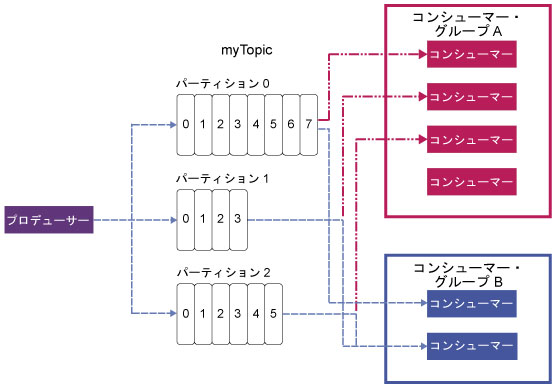 コンシューマー・
グループ A
コンシューマー
コンシューマー
コンシューマー
コンシューマー
myTopic
パーティション 0
0 1 2 3 4 5 6 7
パーティション 1
0 1 2 3
プロデューサー
パーティション 2
0 1 2 3 4 5
コンシューマー・
グループ B
コンシューマー
コンシューマー